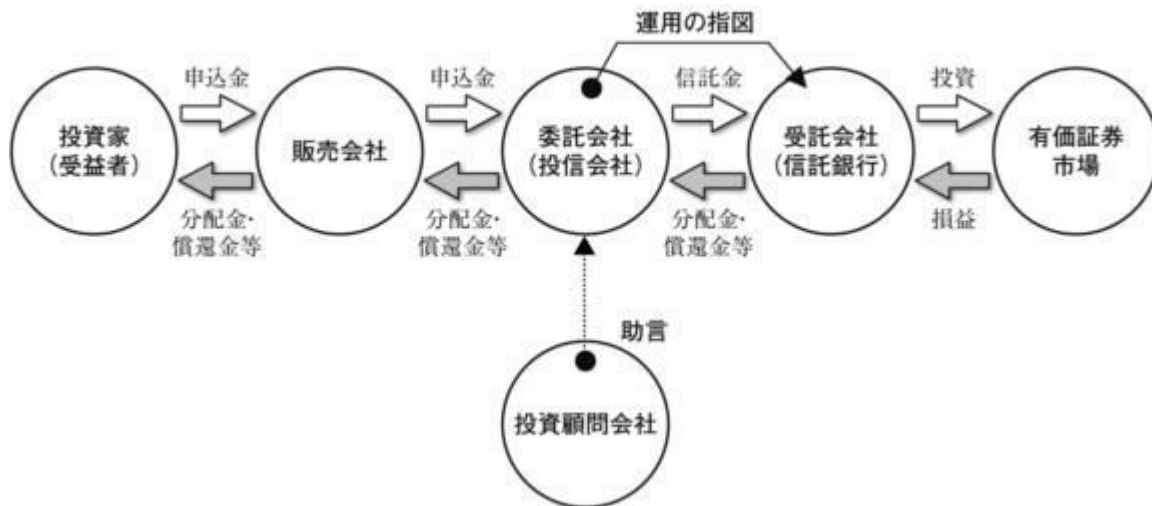 運用の指図
申込金
申込金
信託金
投資
投資家
(受益者)
販売会社
委託会社
(投信会社)
受託会社
(信託銀行)
有価証券
市場
分配金・
償還金等
分配金・
償還金等
分配金・
償還金等
損益
助言
投資顧問会社